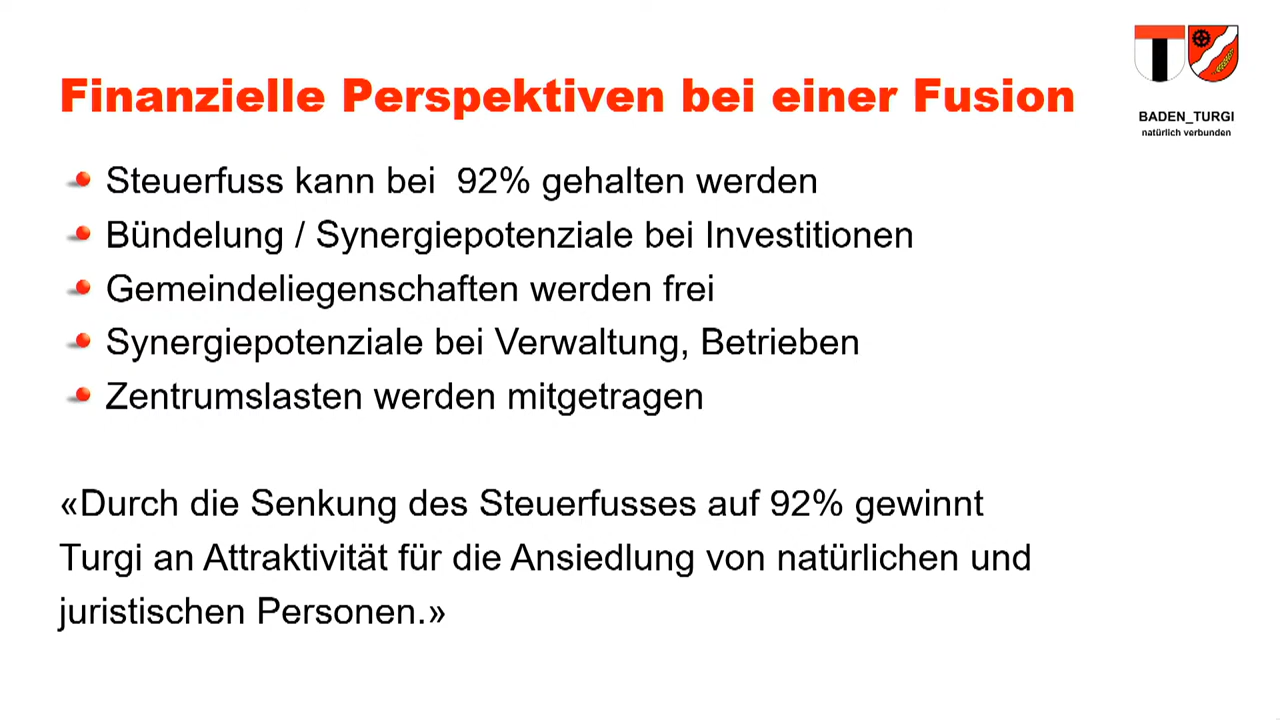 Finanzielle Perspektiven bei einer Fusion
BADEN_TURGI
natürlich verbunden
Steuerfuss kann bei 92% gehalten werden
Bündelung / Synergiepotenziale bei Investitionen
Gemeindeliegenschaften werden frei
Synergiepotenziale bei Verwaltung, Betrieben
Zentrumslasten werden mitgetragen
«Durch die Senkung des Steuerfusses auf 92% gewinnt
Turgi an Attraktivität für die Ansiedlung von natürlichen und
juristischen Personen.»